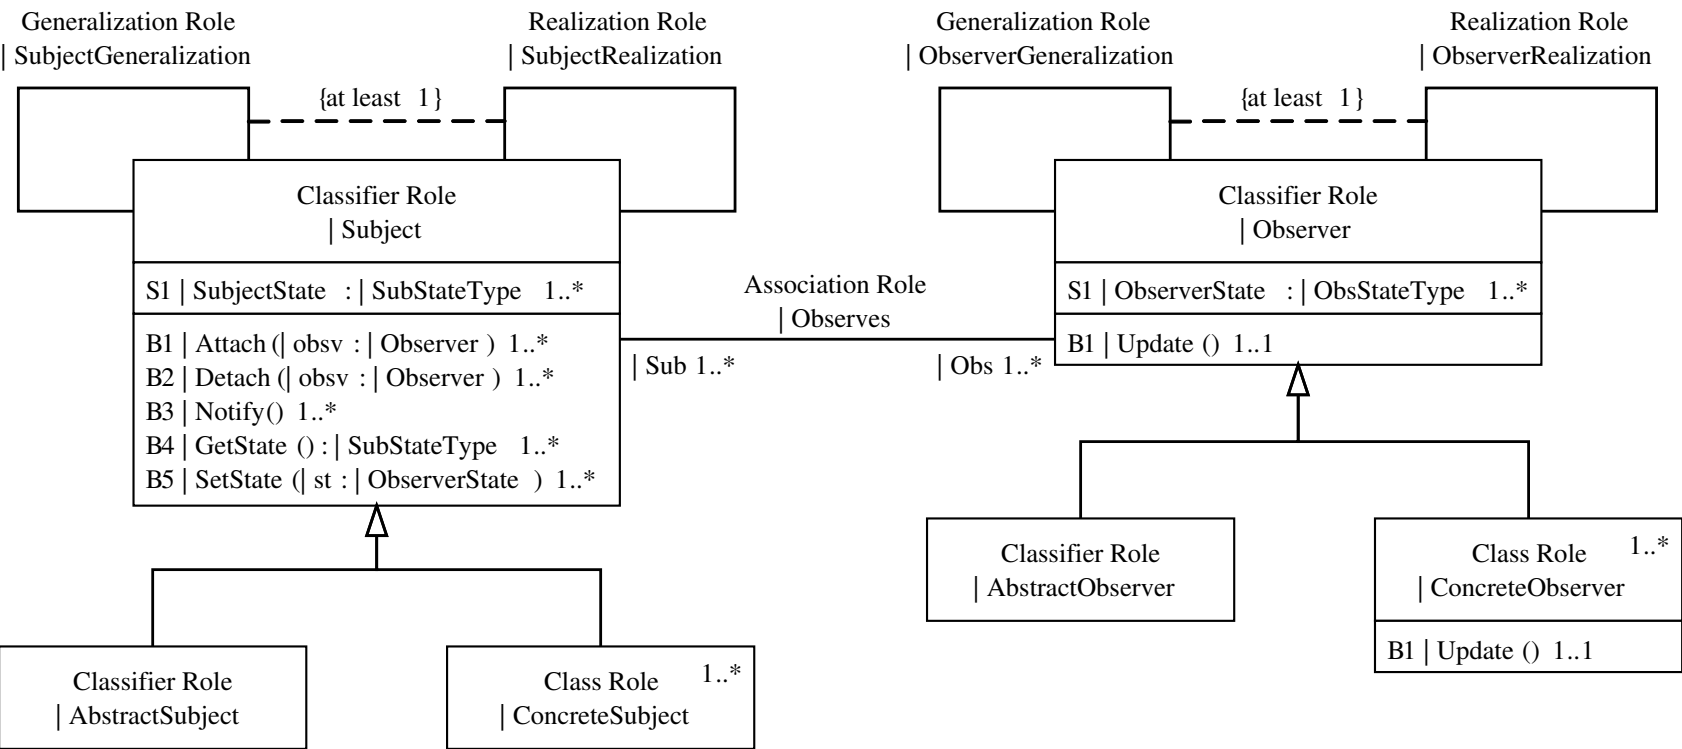 Generalization Role
| SubjectGeneralization
Realization Role
| SubjectRealization
{at least 1}
Classifier Role
| Subject
S1 | SubjectState : | SubStateType 1..*
B1 | Attach (| obsv : | Observer ) 1..*
B2 | Detach (| obsv : | Observer ) 1..*
B3 | Notify() 1..*
B4 | GetState () : | SubStateType 1..*
B5 | SetState (| st : | ObserverState ) 1..*
Classifier Role
| AbstractSubject
Class Role 1..*
| ConcreteSubject
Association Role
| Observes
| Sub 1..*
| Obs 1..*
Generalization Role
| ObserverGeneralization
Realization Role
| ObserverRealization
{at least 1}
Classifier Role
| Observer
S1 | ObserverState : | ObsStateType 1..*
B1 | Update () 1..1
Classifier Role
| AbstractObserver
Class Role 1..*
| ConcreteObserver
B1 | Update () 1..1